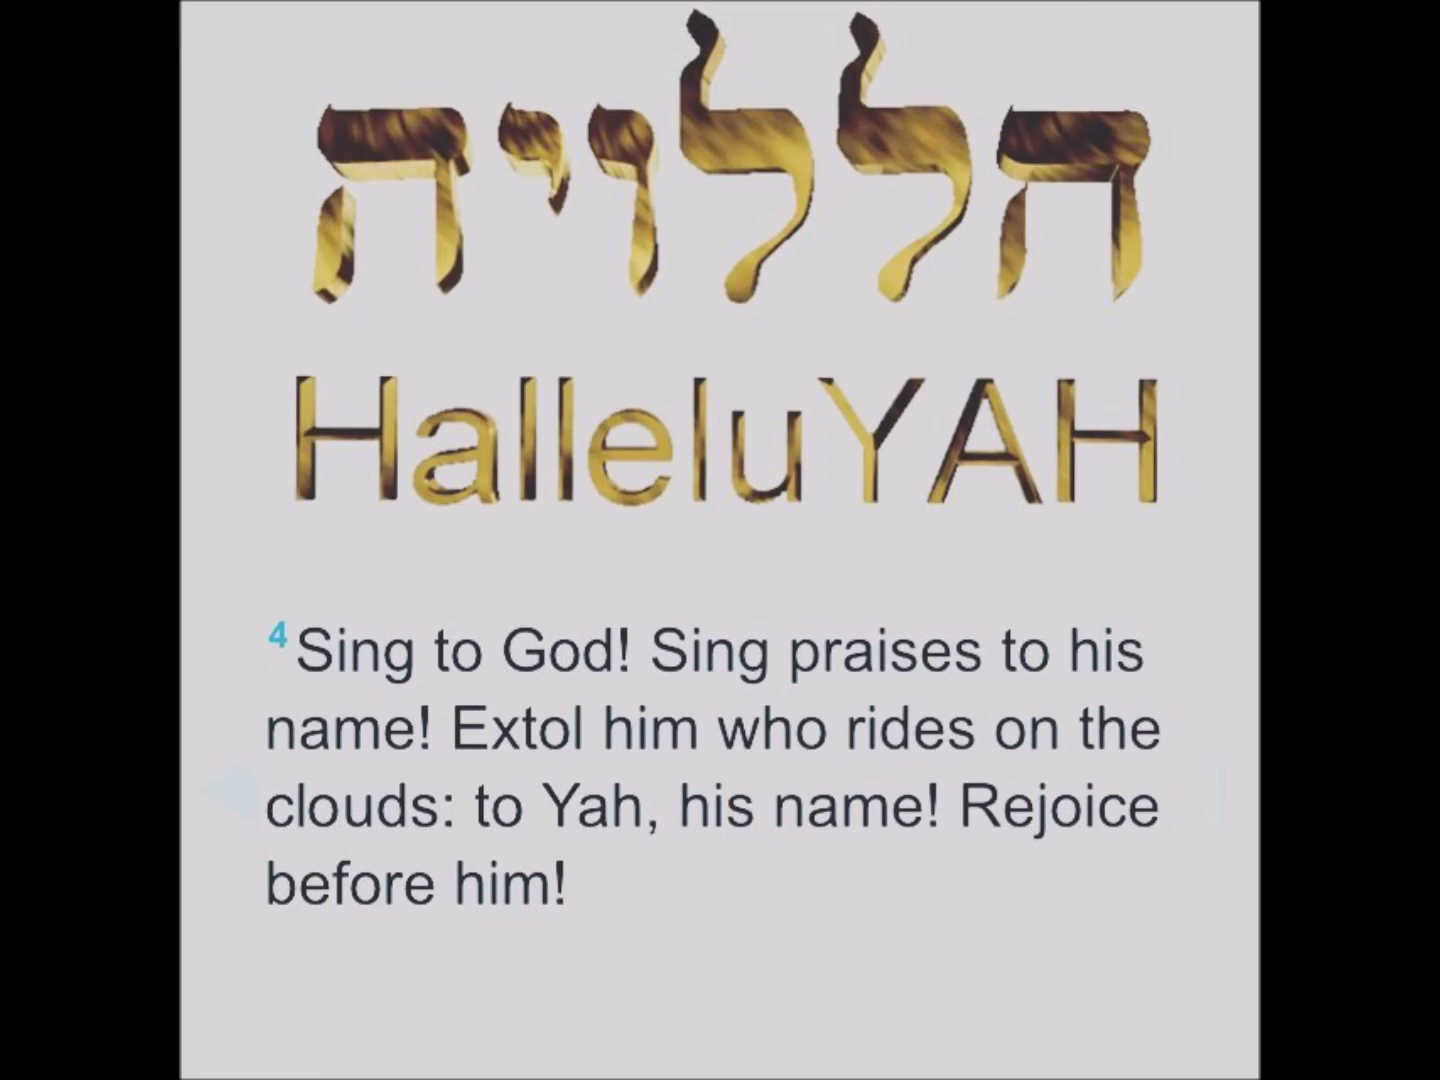 הללויה
HalleluYAH
4 Sing to God! Sing praises to his
name! Extol him who rides on the
clouds: to Yah, his name! Rejoice
before him!